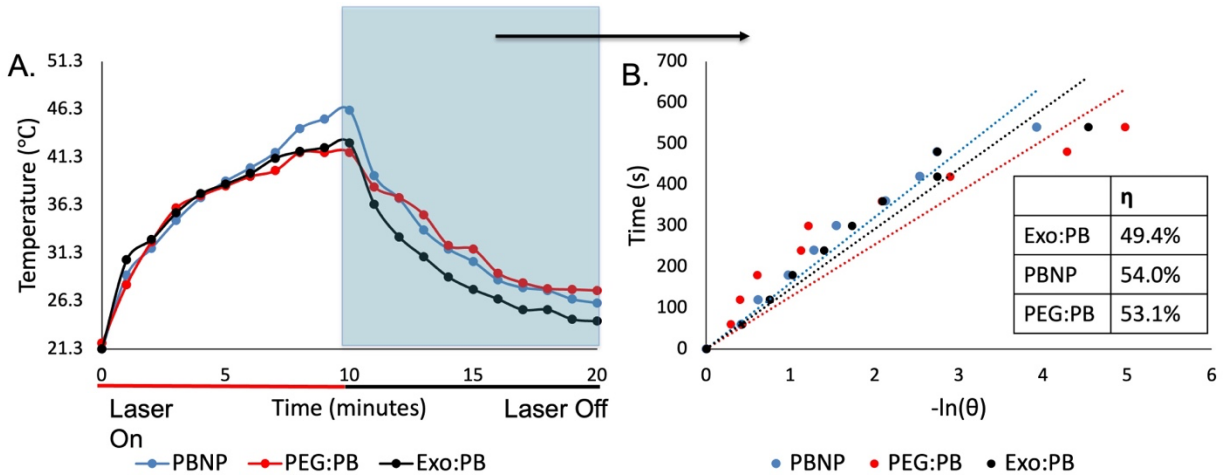 A.
Temperature (°C)
51.3
46.3
41.3
36.3
31.3
26.3
21.3
0 5 10 15 20
Laser On
Time (minutes)
Laser Off
PBNP PEG:PB Exo:PB
B.
Time (s)
700
600
500
400
300
200
100
0
0 1 2 3 4 5 6
-ln(θ)
η
Exo:PB 49.4%
PBNP 54.0%
PEG:PB 53.1%
PBNP PEG:PB Exo:PB